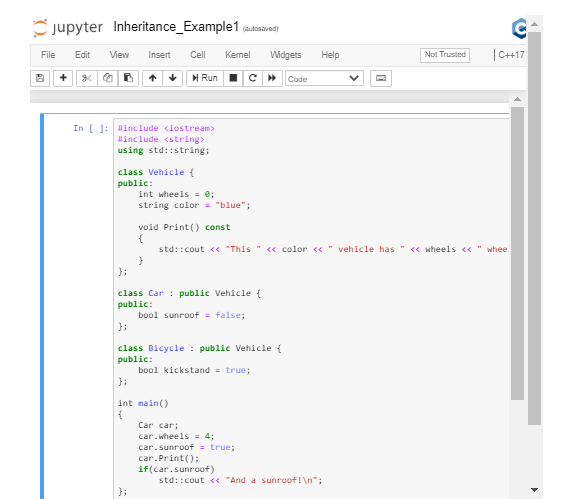 jupyter Inheritance_Example1 (autosaved)
File Edit View Insert Cell Kernel Widgets Help Not Trusted C++17
Run Code
In [ ]: #include <iostream>
#include <string>
using std::string;
class Vehicle {
public:
int wheels = 0;
string color = "blue";
void Print() const
{
std::cout << "This " << color << " vehicle has " << wheels << " whee
}
};
class Car : public Vehicle {
public:
bool sunroof = false;
};
class Bicycle : public Vehicle {
public:
bool kickstand = true;
};
int main()
{
Car car;
car.wheels = 4;
car.sunroof = true;
car.Print();
if(car.sunroof)
std::cout << "And a sunroof!\n";
};